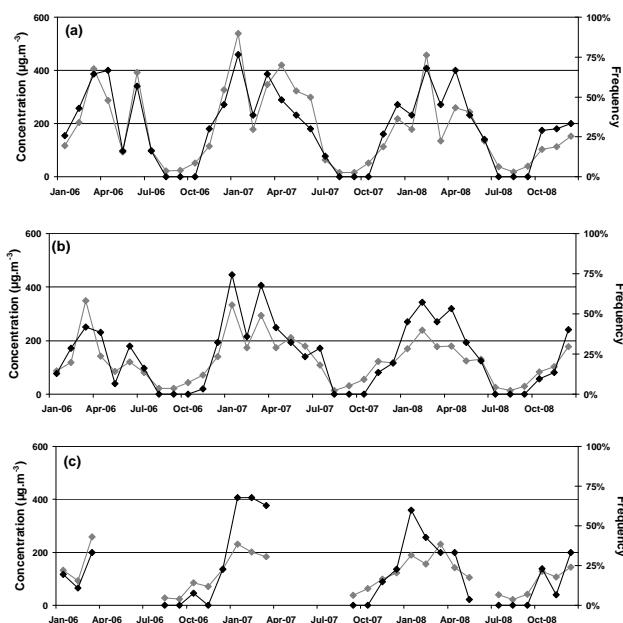 (a)
Concentration (µg.m⁻³)
600
400
200
0
100%
75%
50%
25%
0%
Frequency
Jan-06 Apr-06 Jul-06 Oct-06 Jan-07 Apr-07 Jul-07 Oct-07 Jan-08 Apr-08 Jul-08 Oct-08
(b)
Concentration (µg.m⁻³)
600
400
200
0
100%
75%
50%
25%
0%
Frequency
Jan-06 Apr-06 Jul-06 Oct-06 Jan-07 Apr-07 Jul-07 Oct-07 Jan-08 Apr-08 Jul-08 Oct-08
(c)
Concentration (µg.m⁻³)
600
400
200
0
100%
75%
50%
25%
0%
Frequency
Jan-06 Apr-06 Jul-06 Oct-06 Jan-07 Apr-07 Jul-07 Oct-07 Jan-08 Apr-08 Jul-08 Oct-08